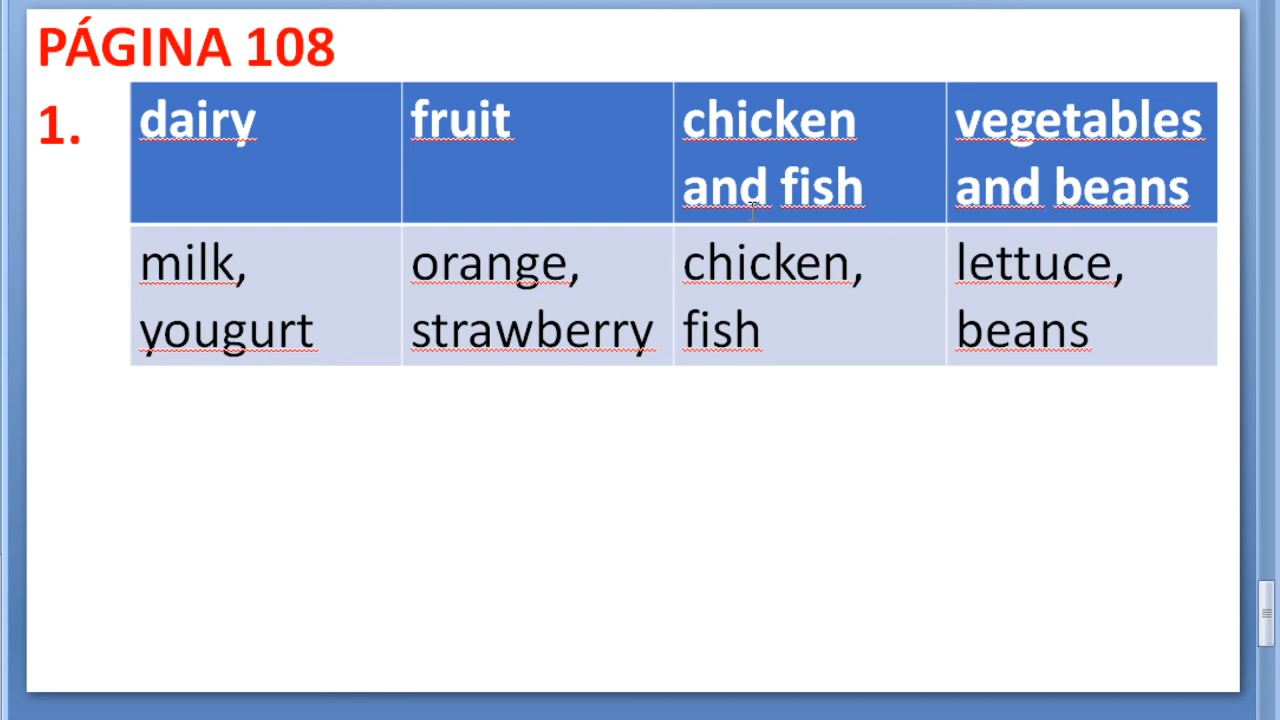 PÁGINA 108
1.
dairy
fruit
chicken
and fish
vegetables
and beans
milk,
yougurt
orange,
strawberry
chicken,
fish
lettuce,
beans